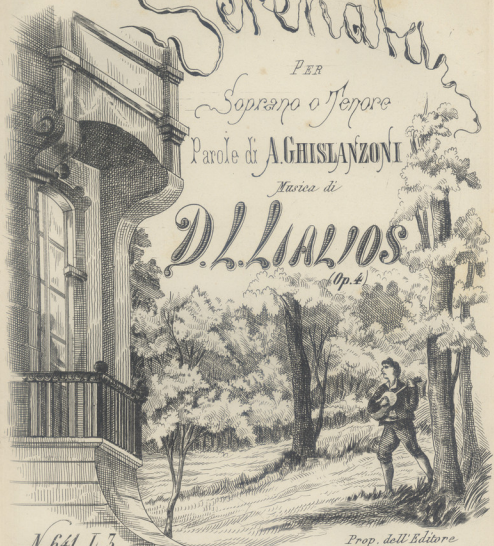 Serenata
PER
Soprano o Tenore
Parole di A. GHISLANZONI
Musica di
D. L. LIALIOS
(Op. 4)
N. 641 L. 3
Prop. dell'Editore